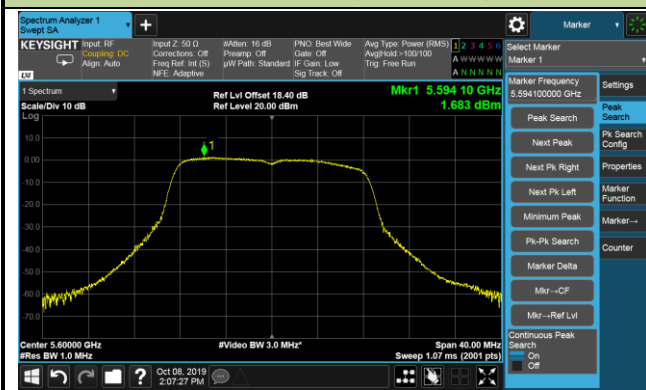 Spectrum Analyzer 1
Swept SA
+
Marker
KEYSIGHT
Input: RF
Coupling: DC
Align: Auto
Input Z: 50 Ω
Corrections: Off
Freq Ref: Int (S)
NFE: Adaptive
#Atten: 16 dB
Preamp: Off
µW Path: Standard
PNO: Best Wide
Gate: Off
IF Gain: Low
Sig Track: Off
Avg Type: Power (RMS)
Avg|Hold:>100/100
Trig: Free Run
1 2 3 4 5 6
A W W W W W
A N N N N N
LXI
Select Marker
Marker 1
1 Spectrum
Scale/Div 10 dB
Log
Ref Lvl Offset 18.40 dB
Ref Level 20.00 dBm
Mkr1 5.594 10 GHz
1.683 dBm
Marker Frequency
5.594100000 GHz
Peak Search
Next Peak
Next Pk Right
Next Pk Left
Minimum Peak
Pk-Pk Search
Marker Delta
Mkr→CF
Mkr→Ref Lvl
Continuous Peak
Search
On
Off
Settings
Peak
Search
Pk Search
Config
Properties
Marker
Function
Marker→
Counter
10.0
0.00
-10.0
-20.0
-30.0
-40.0
-50.0
-60.0
-70.0
1
Center 5.60000 GHz
#Res BW 1.0 MHz
#Video BW 3.0 MHz*
Span 40.00 MHz
Sweep 1.07 ms (2001 pts)
?
Oct 08, 2019
2:07:27 PM